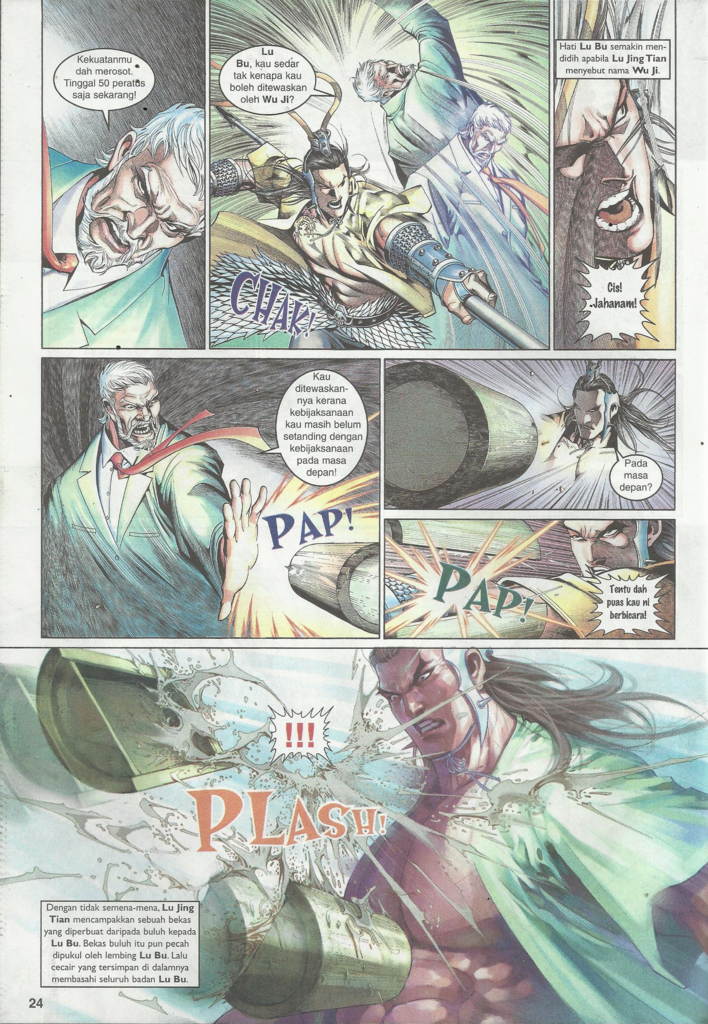 Kekuatanmu
dah merosot.
Tinggal 50 peratus
saja sekarang!
Lu
Bu, kau sedar
tak kenapa kau
boleh ditewaskan
oleh Wu Ji?
CHAK!
Hati Lu Bu semakin men-
didih apabila Lu Jing Tian
menyebut nama Wu Ji.
Cis!
Jahanam!
Kau
ditewaskan-
nya kerana
kebijaksanaan
kau masih belum
setanding dengan
kebijaksanaan
pada masa
depan!
PAP!
Pada
masa
depan?
PAP!
Tentu dah
puas kau ni
berbicara!
!!!
PLASH!
Dengan tidak semena-mena, Lu Jing
Tian mencampakkan sebuah bekas
yang diperbuat daripada buluh kepada
Lu Bu. Bekas buluh itu pun pecah
dipukul oleh lembing Lu Bu. Lalu
cecair yang tersimpan di dalamnya
membasahi seluruh badan Lu Bu.
24